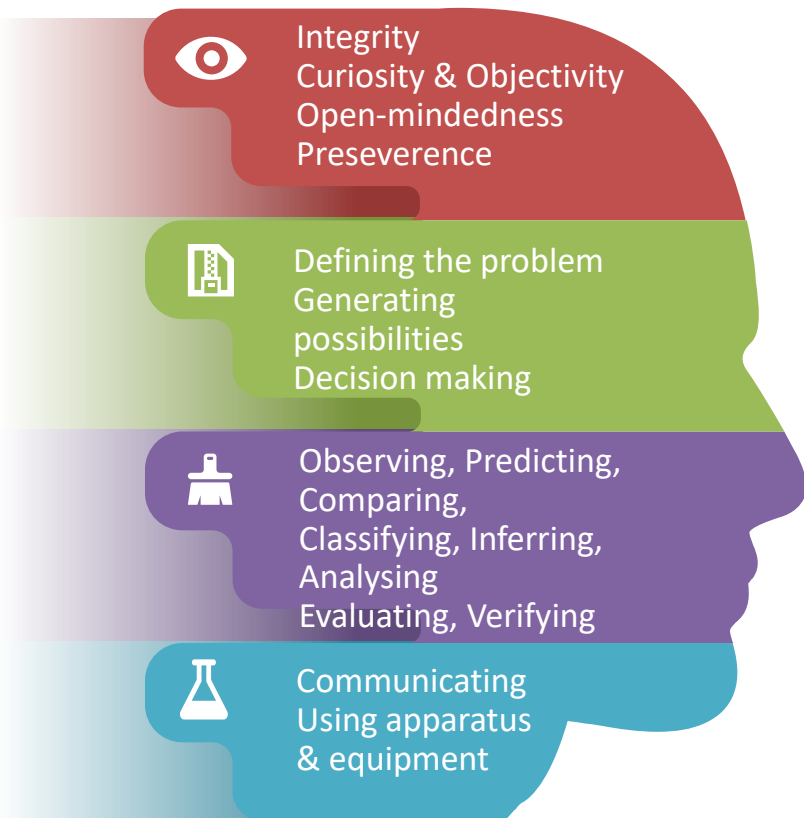 Integrity
Curiosity & Objectivity
Open-mindedness
Preseverence
Defining the problem
Generating
possibilities
Decision making
Observing, Predicting,
Comparing,
Classifying, Inferring,
Analysing
Evaluating, Verifying
Communicating
Using apparatus
& equipment